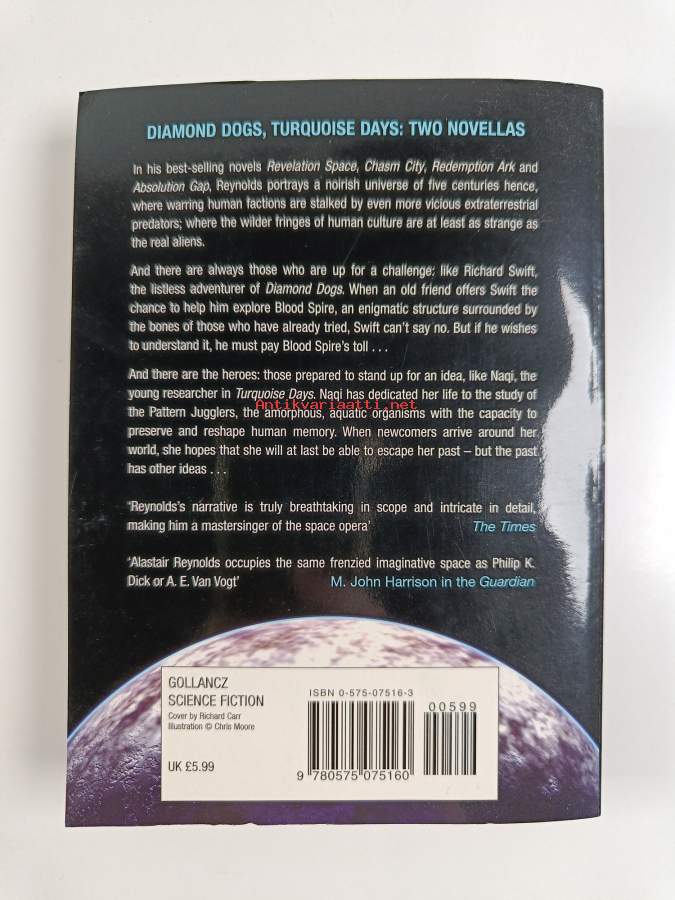 DIAMOND DOGS, TURQUOISE DAYS: TWO NOVELLAS
In his best-selling novels Revelation Space, Chasm City, Redemption Ark and
Absolution Gap, Reynolds portrays a noirish universe of five centuries hence,
where warring human factions are stalked by even more vicious extraterrestrial
predators; where the wilder fringes of human culture are at least as strange as
the real aliens.
And there are always those who are up for a challenge; like Richard Swift,
the listless adventurer of Diamond Dogs. When an old friend offers Swift the
chance to help him explore Blood Spire, an enigmatic structure surrounded by
the bones of those who have already tried, Swift can't say no. But if he wishes
to understand it, he must pay Blood Spire's toll . . .
And there are the heroes: those prepared to stand up for an idea, like Naqi, the
young researcher in Turquoise Days. Naqi has dedicated her life to the study of
Antikvariaatti.net
the Pattern Jugglers, the amorphous, aquatic organisms with the capacity to
preserve and reshape human memory. When newcomers arrive around her
world, she hopes that she will at last be able to escape her past – but the past
has other ideas . . .
'Reynolds's narrative is truly breathtaking in scope and intricate in detail,
making him a mastersinger of the space opera' The Times
'Alastair Reynolds occupies the same frenzied imaginative space as Philip K.
Dick or A. E. Van Vogt' M. John Harrison in the Guardian
GOLLANCZ
SCIENCE FICTION
Cover by Richard Carr
Illustration © Chris Moore
UK £5.99
ISBN 0-575-07516-3
00599
9 780575 075160